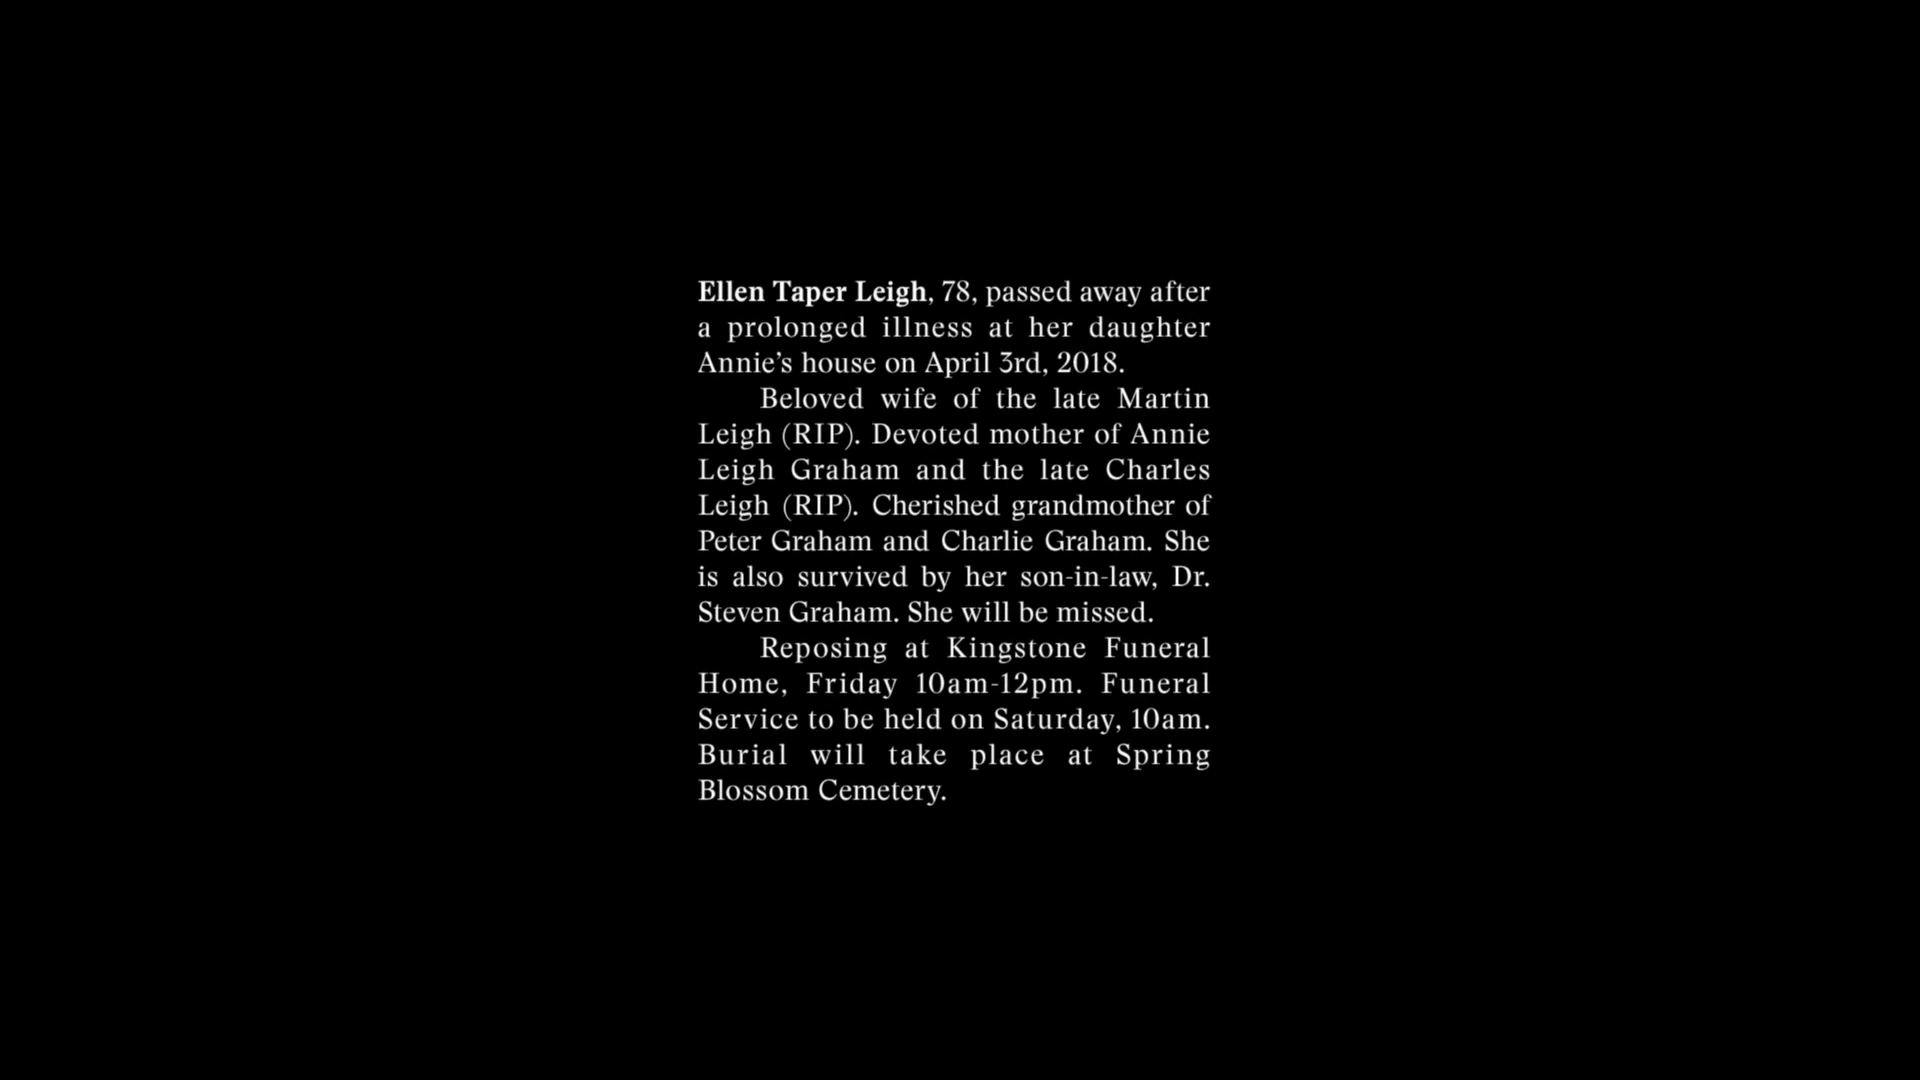 Ellen Taper Leigh, 78, passed away after
a prolonged illness at her daughter
Annie’s house on April 3rd, 2018.
Beloved wife of the late Martin
Leigh (RIP). Devoted mother of Annie
Leigh Graham and the late Charles
Leigh (RIP). Cherished grandmother of
Peter Graham and Charlie Graham. She
is also survived by her son-in-law, Dr.
Steven Graham. She will be missed.
Reposing at Kingstone Funeral
Home, Friday 10am-12pm. Funeral
Service to be held on Saturday, 10am.
Burial will take place at Spring
Blossom Cemetery.